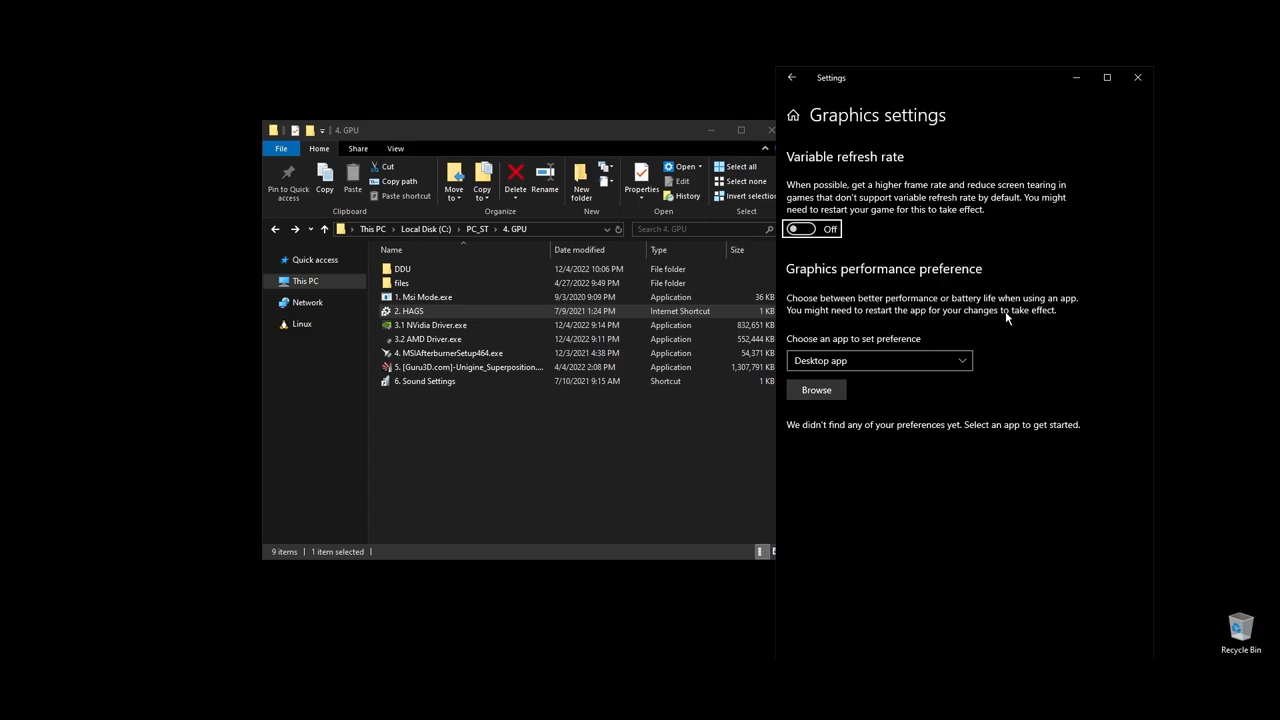 4. GPU
File Home Share View
Pin to Quick access
Copy
Paste
Cut
Copy path
Paste shortcut
Clipboard
Move to
Copy to
Delete
Rename
Organize
New folder
New
Properties
Open
Edit
History
Open
Select all
Select none
Invert selection
Select
This PC > Local Disk (C:) > PC_ST > 4. GPU
Search 4. GPU
Quick access
This PC
Network
Linux
Name Date modified Type Size
DDU 12/4/2022 10:06 PM File folder
files 4/27/2022 9:49 PM File folder
1. Msi Mode.exe 9/3/2020 9:09 PM Application 36 KB
2. HAGS 7/9/2021 1:24 PM Internet Shortcut 1 KB
3.1 NVidia Driver.exe 12/4/2022 9:14 PM Application 832,651 KB
3.2 AMD Driver.exe 12/4/2022 9:11 PM Application 552,444 KB
4. MSIAfterburnerSetup464.exe 12/3/2021 4:38 PM Application 54,371 KB
5. [Guru3D.com]-Unigine_Superposition.... 4/4/2022 2:08 PM Application 1,307,791 KB
6. Sound Settings 7/10/2021 9:15 AM Shortcut 1 KB
9 items 1 item selected
Settings
Graphics settings
Variable refresh rate
When possible, get a higher frame rate and reduce screen tearing in
games that don't support variable refresh rate by default. You might
need to restart your game for this to take effect.
Off
Graphics performance preference
Choose between better performance or battery life when using an app.
You might need to restart the app for your changes to take effect.
Choose an app to set preference
Desktop app
Browse
We didn't find any of your preferences yet. Select an app to get started.
Recycle Bin